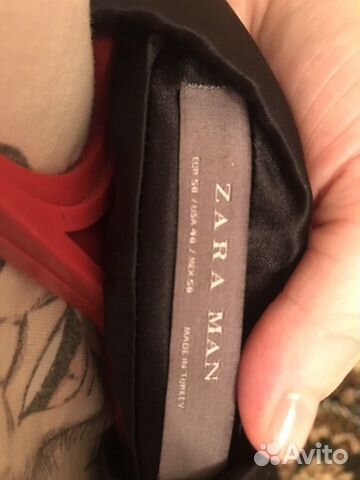 ZARA MAN
EUR 50 / USA 40 / MEX 50
MADE IN TURKEY
Avito